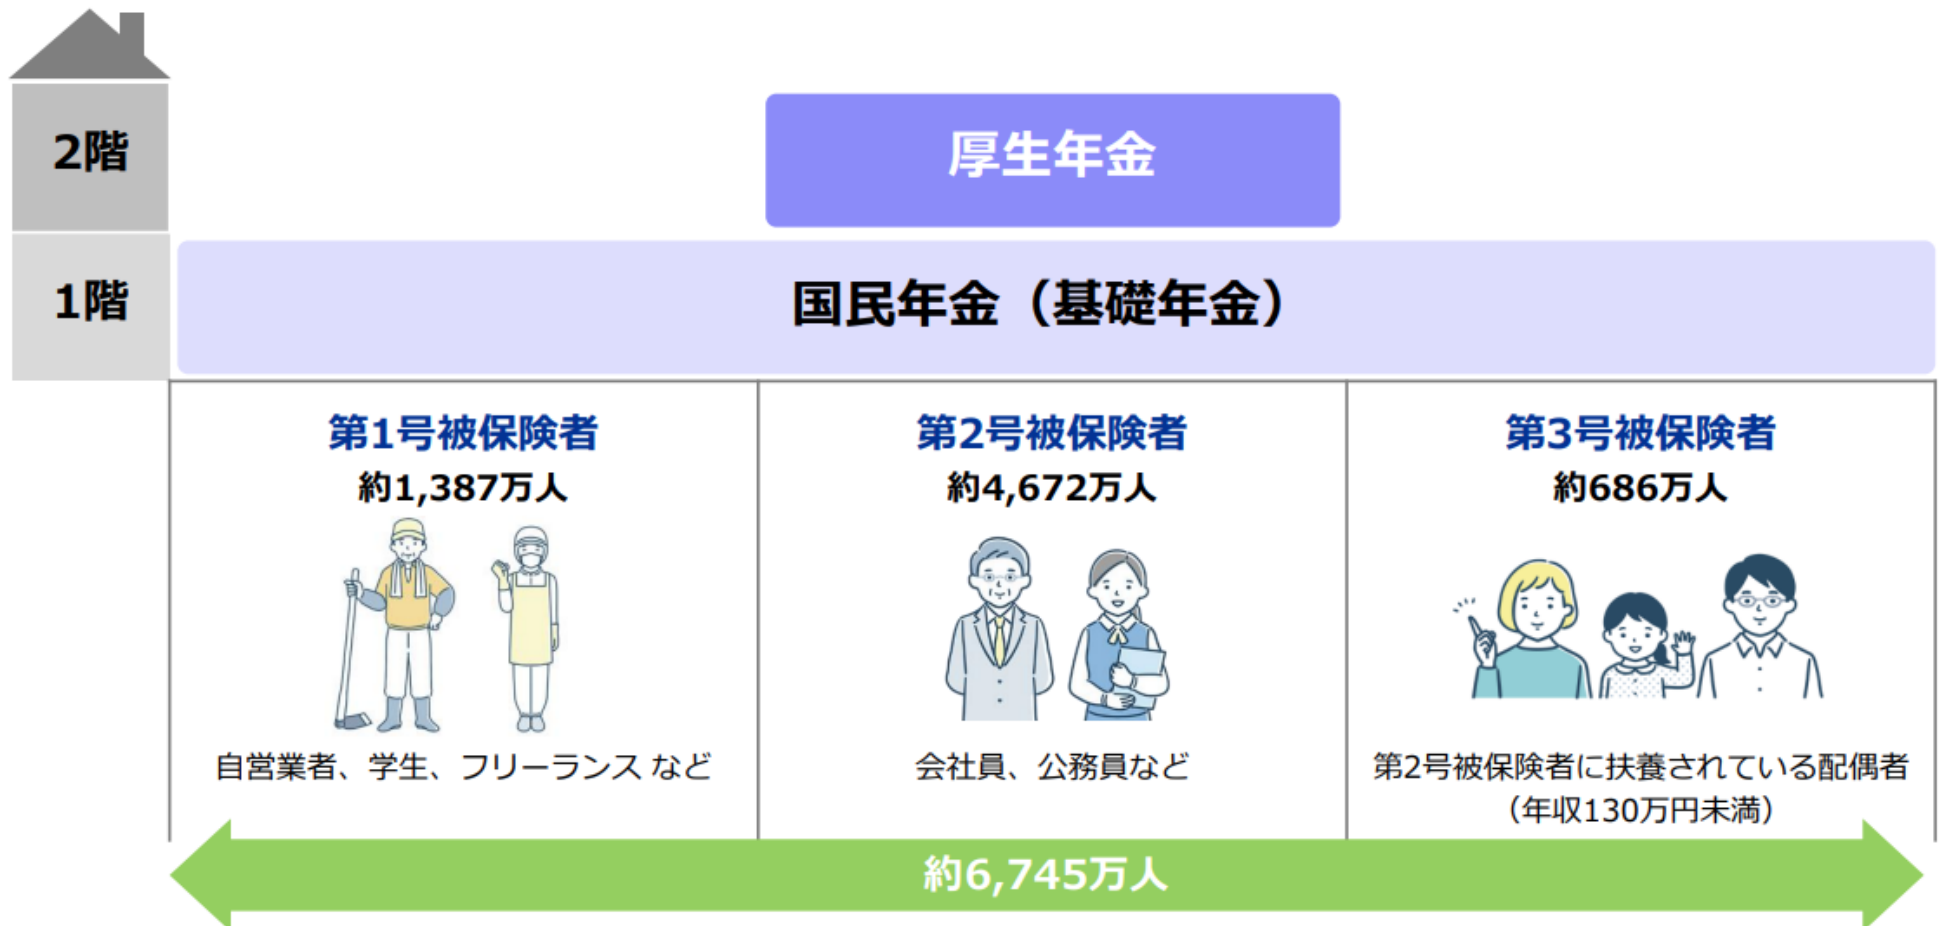 2階
厚生年金
1階
国民年金（基礎年金）
第1号被保険者
約1,387万人
自営業者、学生、フリーランス など
第2号被保険者
約4,672万人
会社員、公務員など
第3号被保険者
約686万人
第2号被保険者に扶養されている配偶者
（年収130万円未満）
約6,745万人